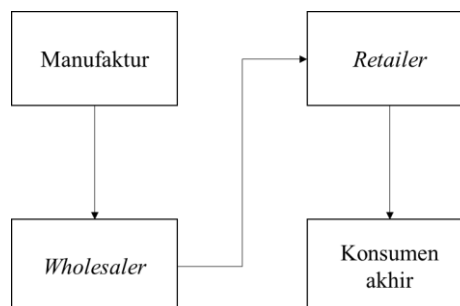 Manufaktur
Retailer
Wholesaler
Konsumen
akhir